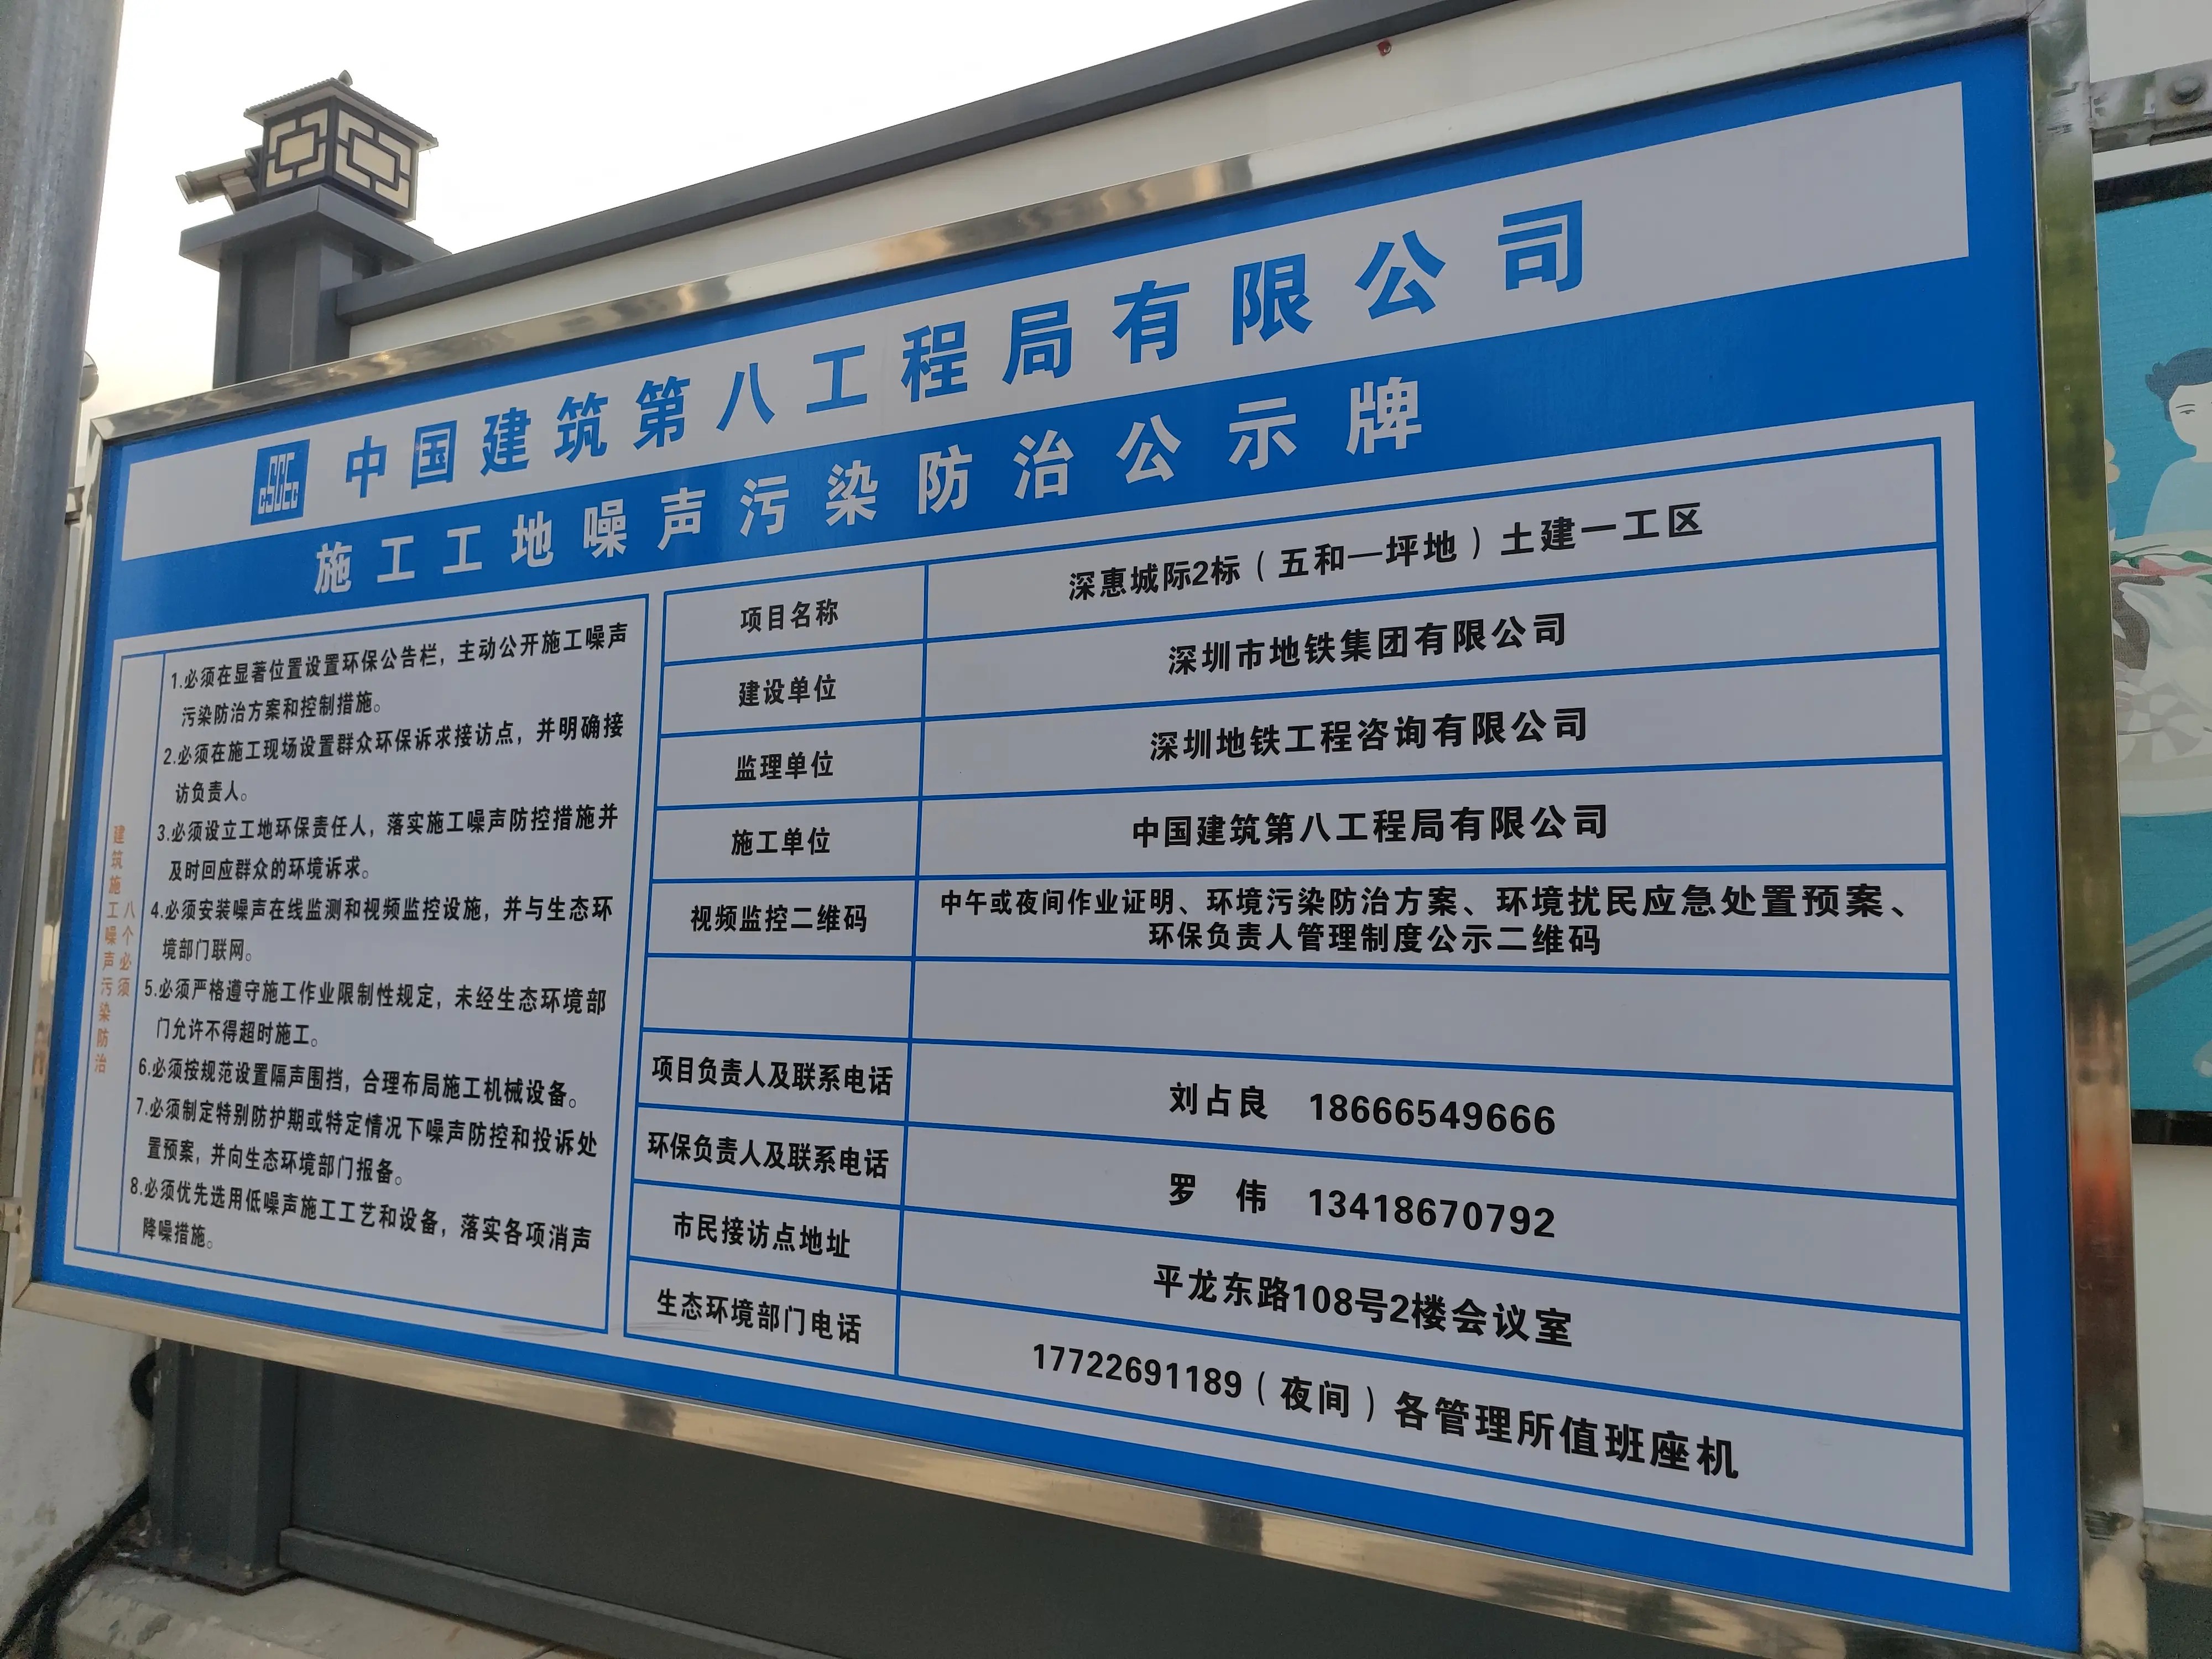 CSCEC 中国建筑第八工程局有限公司
施工工地噪声污染防治公示牌
建筑施工噪声污染防治
八个必须
1.必须在显著位置设置环保公告栏，主动公开施工噪声
污染防治方案和控制措施。
2.必须在施工现场设置群众环保诉求接访点，并明确接
访负责人。
3.必须设立工地环保责任人，落实施工噪声防控措施并
及时回应群众的环境诉求。
4.必须安装噪声在线监测和视频监控设施，并与生态环
境部门联网。
5.必须严格遵守施工作业限制性规定，未经生态环境部
门允许不得超时施工。
6.必须按规范设置隔声围挡，合理布局施工机械设备。
7.必须制定特别防护期或特定情况下噪声防控和投诉处
置预案，并向生态环境部门报备。
8.必须优先选用低噪声施工工艺和设备，落实各项消声
降噪措施。
项目名称 深惠城际2标（五和—坪地）土建一工区
建设单位 深圳市地铁集团有限公司
监理单位 深圳地铁工程咨询有限公司
施工单位 中国建筑第八工程局有限公司
视频监控二维码 中午或夜间作业证明、环境污染防治方案、环境扰民应急处置预案、
环保负责人管理制度公示二维码
项目负责人及联系电话 刘占良 18666549666
环保负责人及联系电话 罗 伟 13418670792
市民接访点地址 平龙东路108号2楼会议室
生态环境部门电话 17722691189（夜间）各管理所值班座机